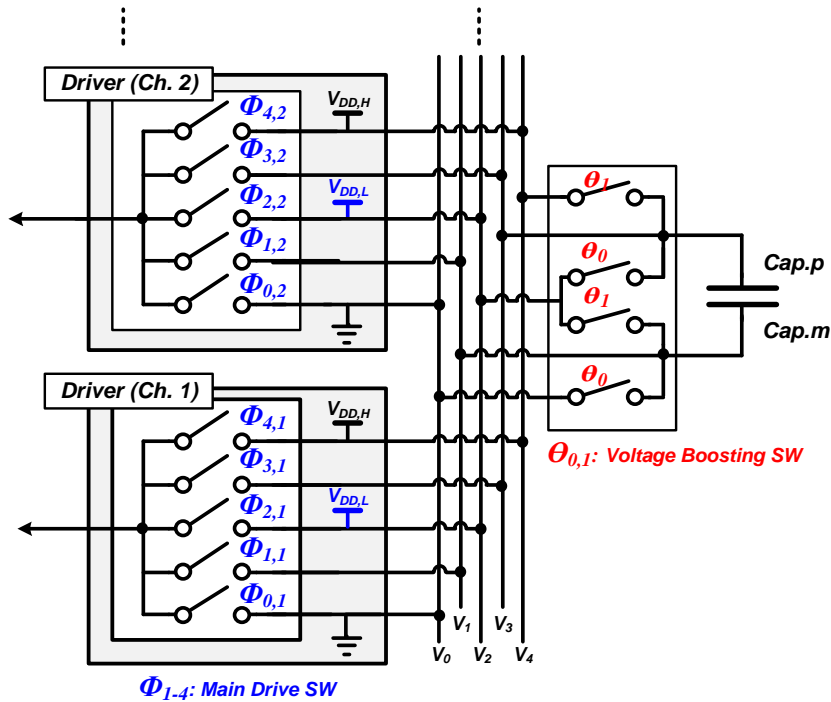 Driver (Ch. 2)
Φ4,2
VDD,H
Φ3,2
Φ2,2
VDD,L
Φ1,2
Φ0,2
θ1
θ0
θ1
θ0
Cap.p
Cap.m
Θ0,1: Voltage Boosting SW
Driver (Ch. 1)
Φ4,1
VDD,H
Φ3,1
Φ2,1
VDD,L
Φ1,1
Φ0,1
V0
V1
V2
V3
V4
Φ1-4: Main Drive SW